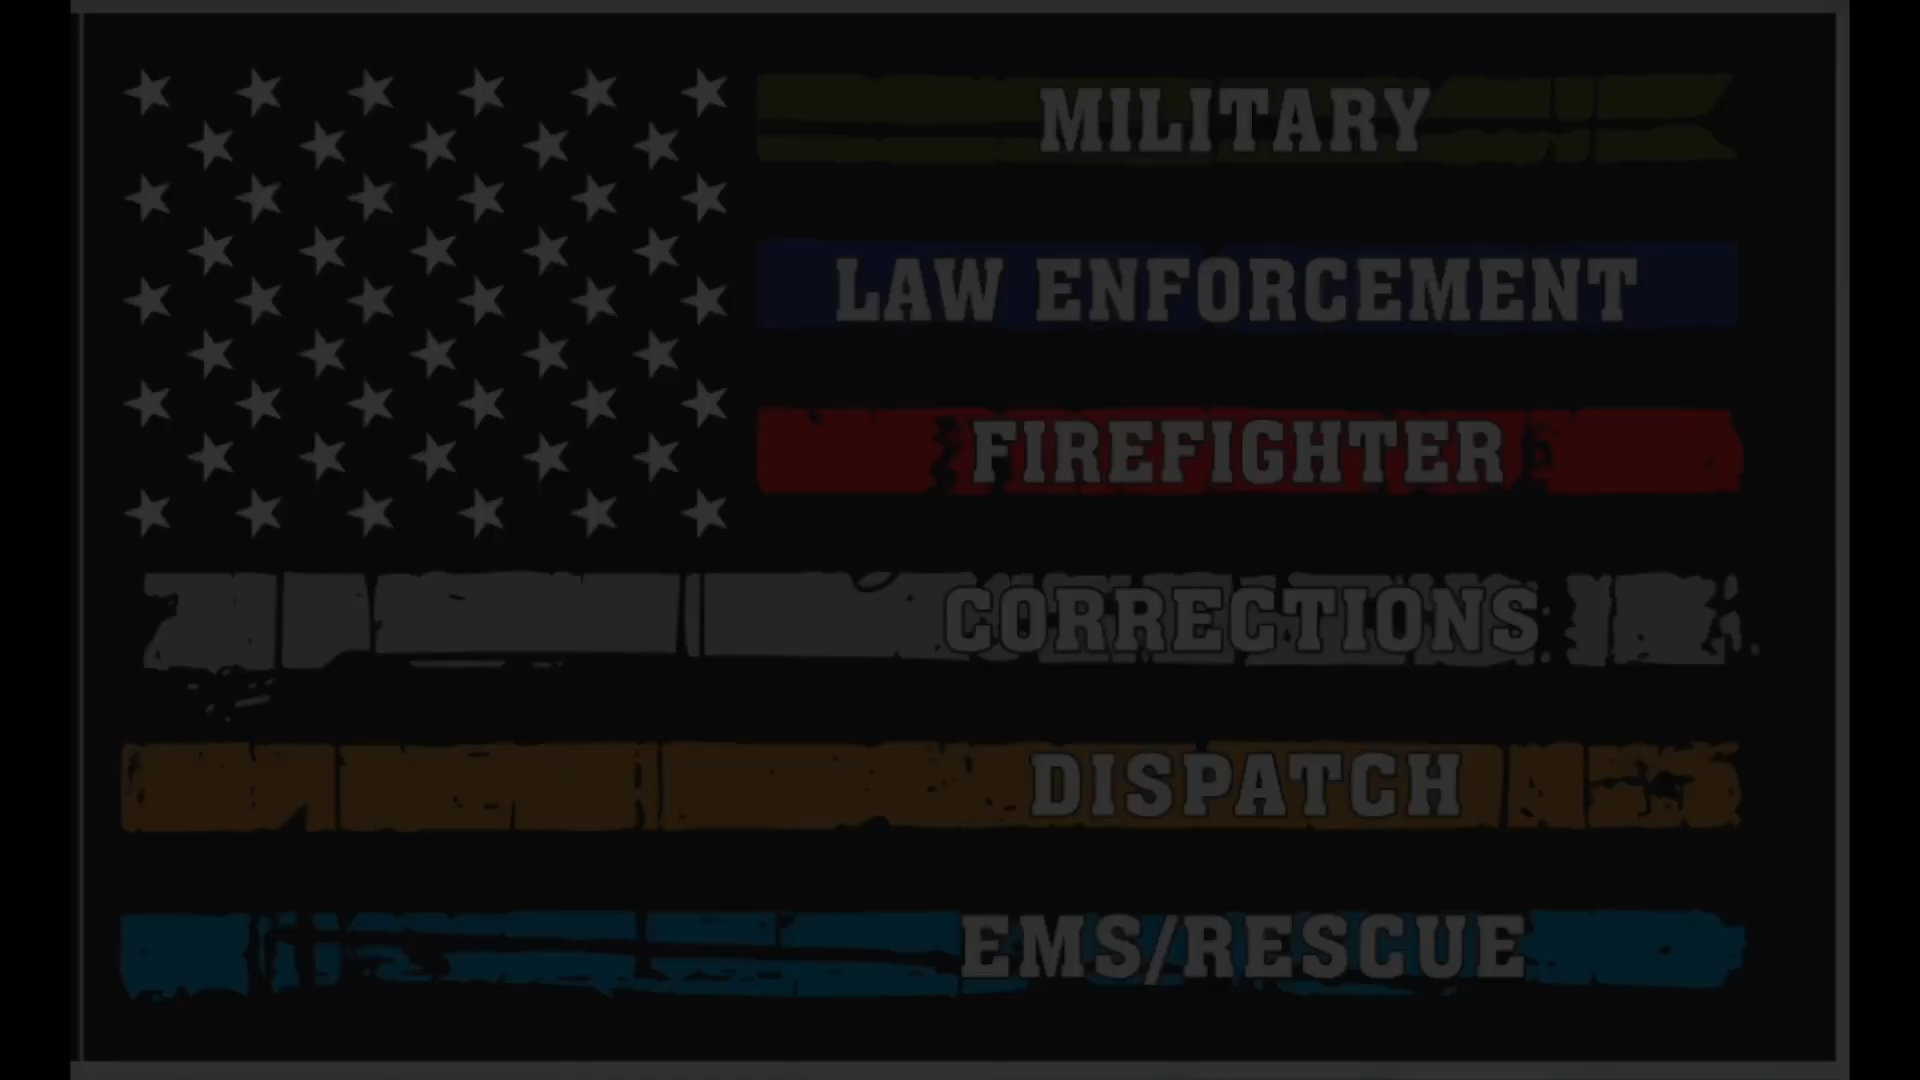 MILITARY
LAW ENFORCEMENT
FIREFIGHTER
CORRECTIONS
DISPATCH
EMS/RESCUE